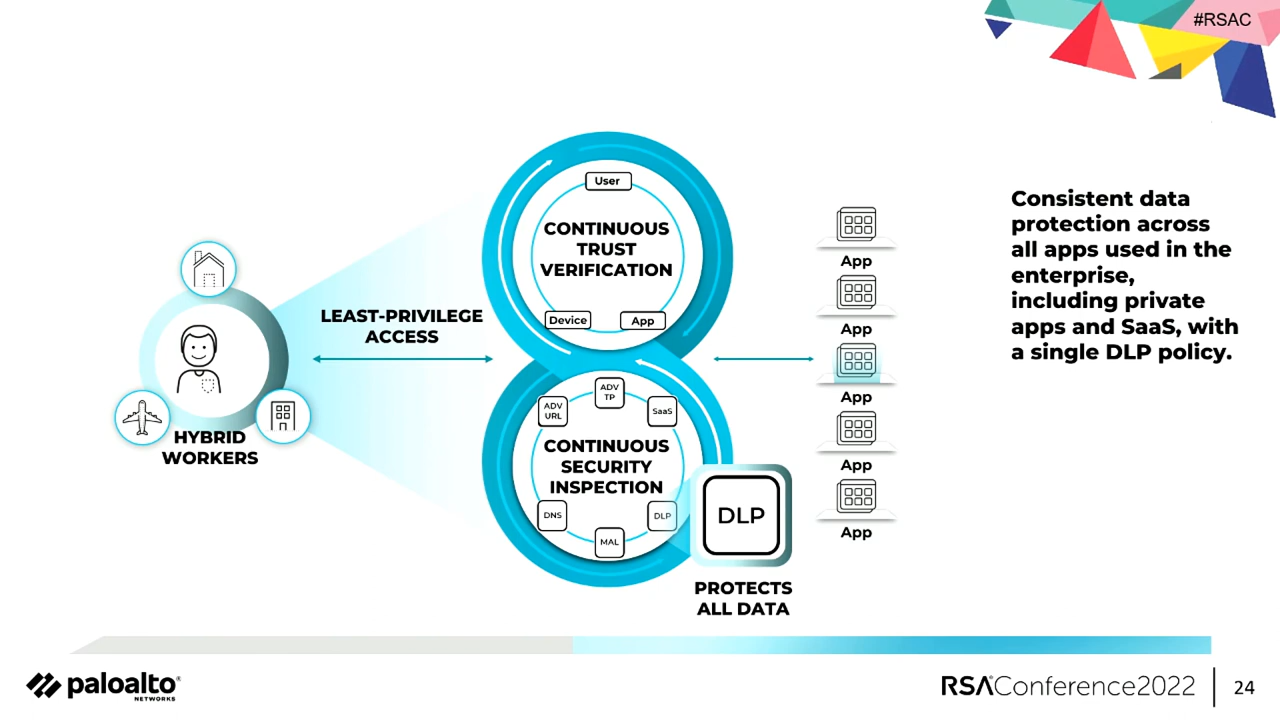 #RSAC
User
CONTINUOUS
TRUST
VERIFICATION
Device
App
LEAST-PRIVILEGE
ACCESS
HYBRID
WORKERS
ADV
URL
ADV
TP
SaaS
CONTINUOUS
SECURITY
INSPECTION
DNS
MAL
DLP
DLP
PROTECTS
ALL DATA
App
App
App
App
App
Consistent data
protection across
all apps used in the
enterprise,
including private
apps and SaaS, with
a single DLP policy.
paloalto®
NETWORKS
RSA®Conference2022
24